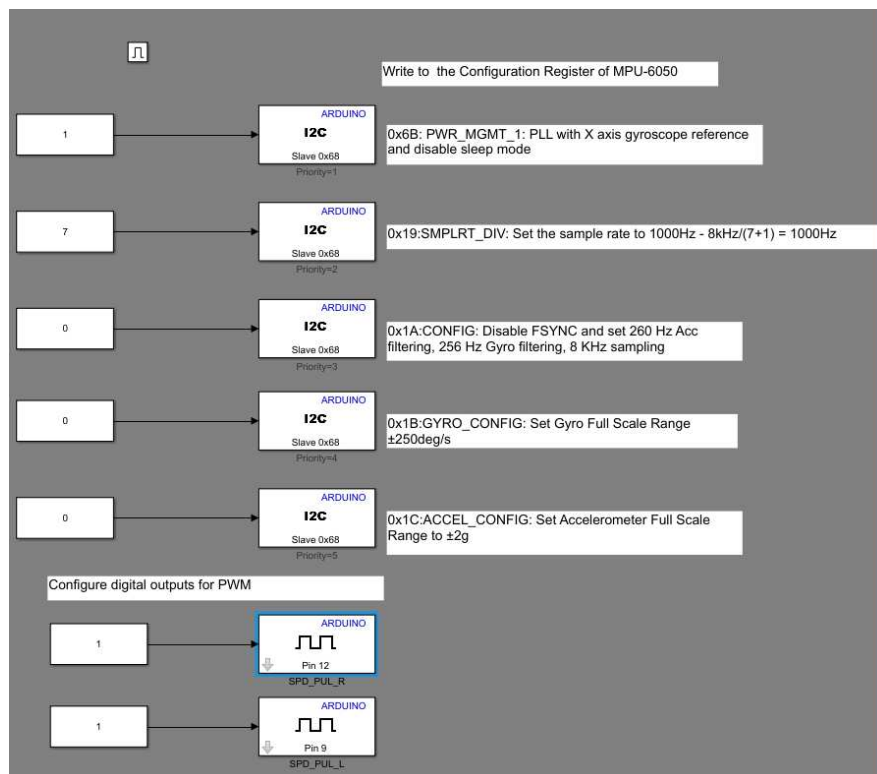 Write to  the Configuration Register of MPU-6050
1
ARDUINO
I2C
Slave 0x68
Priority=1
0x6B: PWR_MGMT_1: PLL with X axis gyroscope reference
and disable sleep mode
7
ARDUINO
I2C
Slave 0x68
Priority=2
0x19:SMPLRT_DIV: Set the sample rate to 1000Hz - 8kHz/(7+1) = 1000Hz
0
ARDUINO
I2C
Slave 0x68
Priority=3
0x1A:CONFIG: Disable FSYNC and set 260 Hz Acc
filtering, 256 Hz Gyro filtering, 8 KHz sampling
0
ARDUINO
I2C
Slave 0x68
Priority=4
0x1B:GYRO_CONFIG: Set Gyro Full Scale Range
±250deg/s
0
ARDUINO
I2C
Slave 0x68
Priority=5
0x1C:ACCEL_CONFIG: Set Accelerometer Full Scale
Range to ±2g
Configure digital outputs for PWM
1
ARDUINO
Pin 12
SPD_PUL_R
1
ARDUINO
Pin 9
SPD_PUL_L